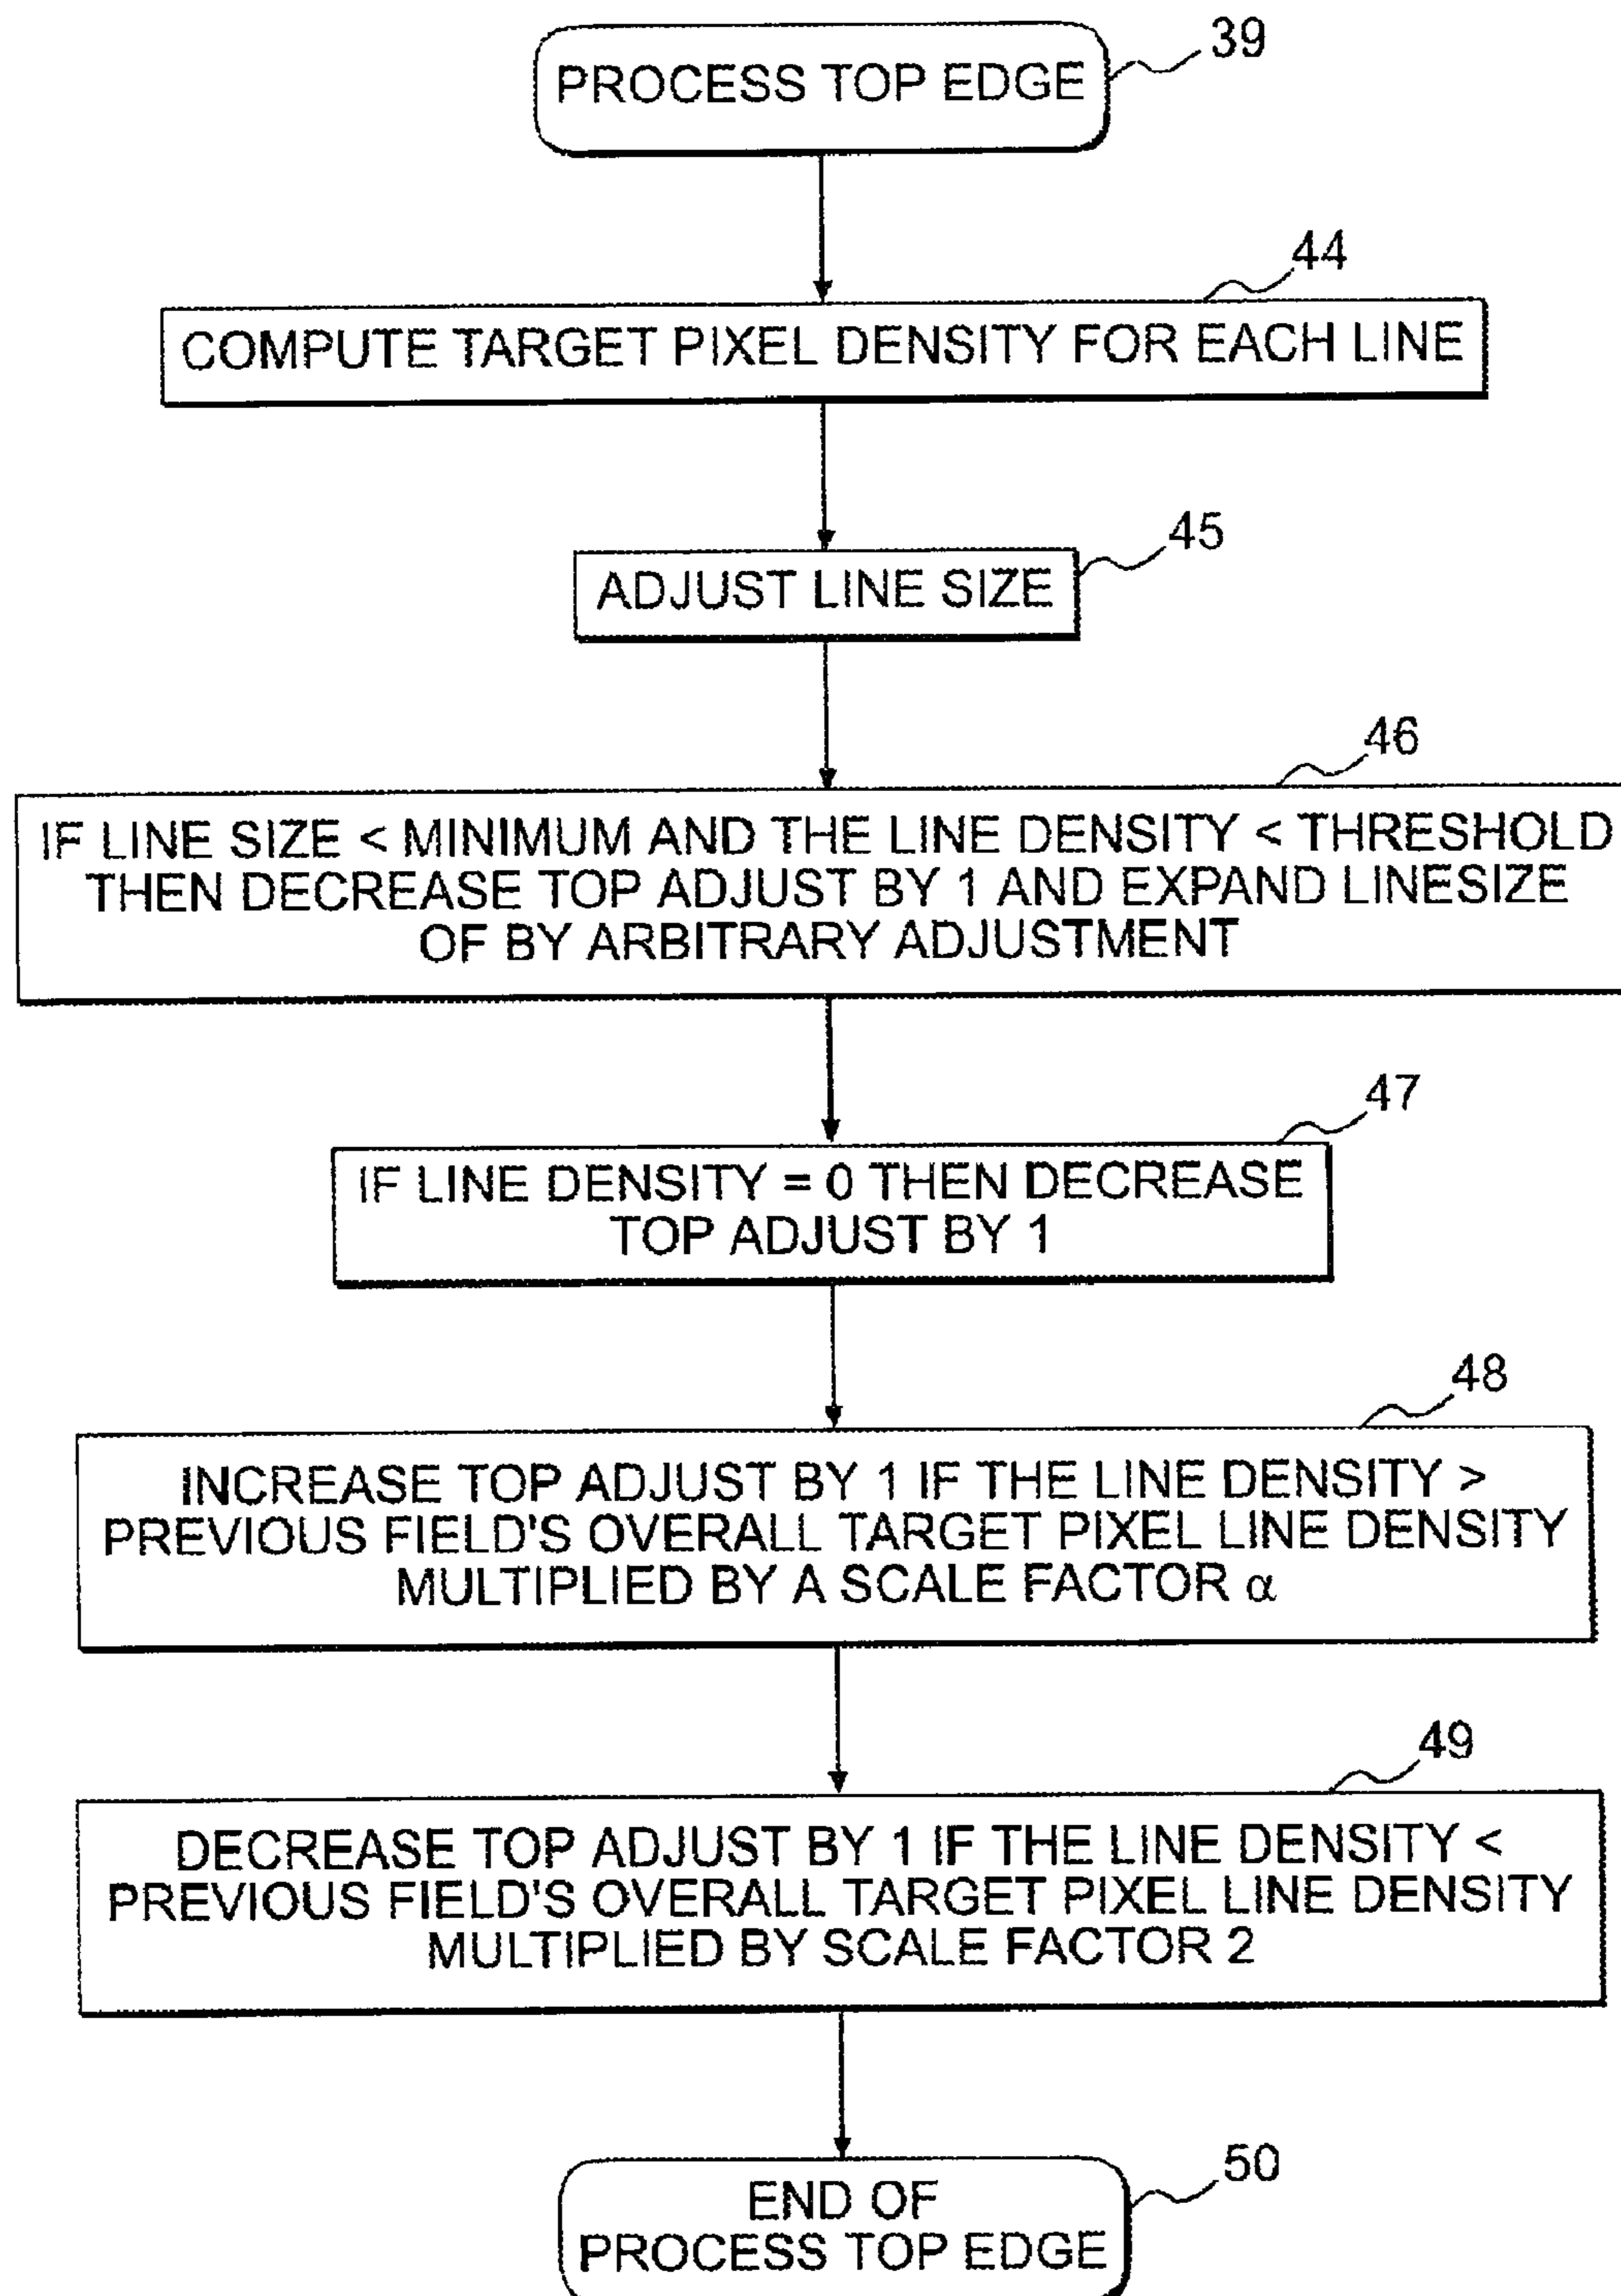 PROCESS TOP EDGE
39
44
COMPUTE TARGET PIXEL DENSITY FOR EACH LINE
45
ADJUST LINE SIZE
46
IF LINE SIZE < MINIMUM AND THE LINE DENSITY < THRESHOLD
THEN DECREASE TOP ADJUST BY 1 AND EXPAND LINESIZE
OF BY ARBITRARY ADJUSTMENT
47
IF LINE DENSITY = 0 THEN DECREASE
TOP ADJUST BY 1
48
INCREASE TOP ADJUST BY 1 IF THE LINE DENSITY >
PREVIOUS FIELD'S OVERALL TARGET PIXEL LINE DENSITY
MULTIPLIED BY A SCALE FACTOR α
49
DECREASE TOP ADJUST BY 1 IF THE LINE DENSITY <
PREVIOUS FIELD'S OVERALL TARGET PIXEL LINE DENSITY
MULTIPLIED BY SCALE FACTOR 2
50
END OF
PROCESS TOP EDGE